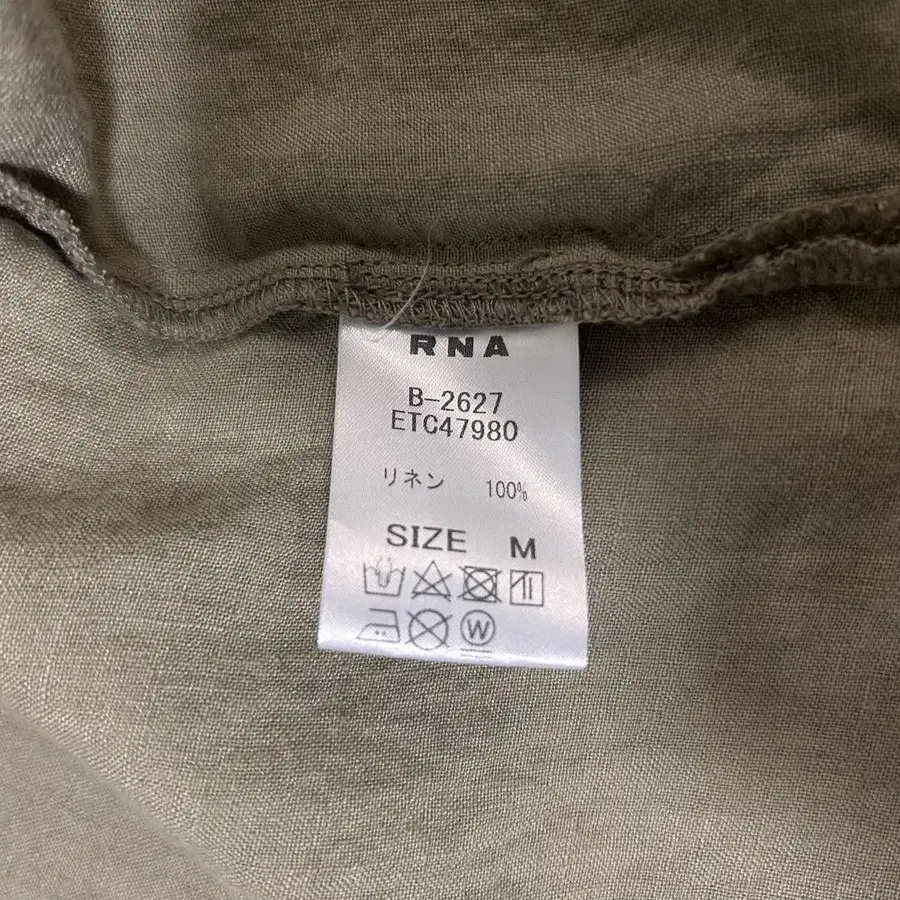 RNA
B-2627
ETC47980
リネン 100%
SIZE M
W